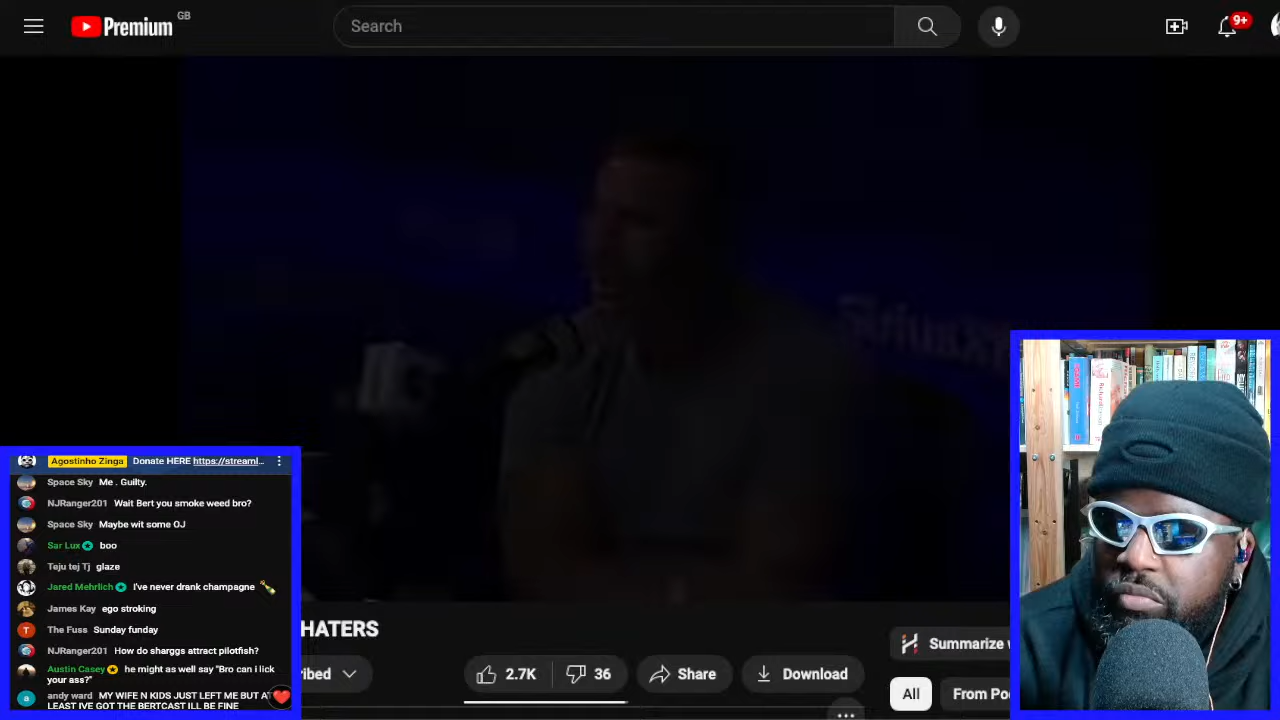 Premium GB
Search
9+
SiriusXM
Agostinho Zinga Donate HERE https://streaml...
Space Sky Me . Guilty.
NJRanger201 Wait Bert you smoke weed bro?
Space Sky Maybe wit some OJ
Sar Lux boo
Teju tej Tj glaze
Jared Mehrlich I've never drank champagne
James Kay ego stroking
T The Fuss Sunday funday
NJRanger201 How do sharggs attract pilotfish?
Austin Casey he might as well say "Bro can i lick
your ass?"
a andy ward MY WIFE N KIDS JUST LEFT ME BUT AT
LEAST IVE GOT THE BERTCAST ILL BE FINE
HATERS
ribed
2.7K
36
Share
Download
Summarize
All
From Po